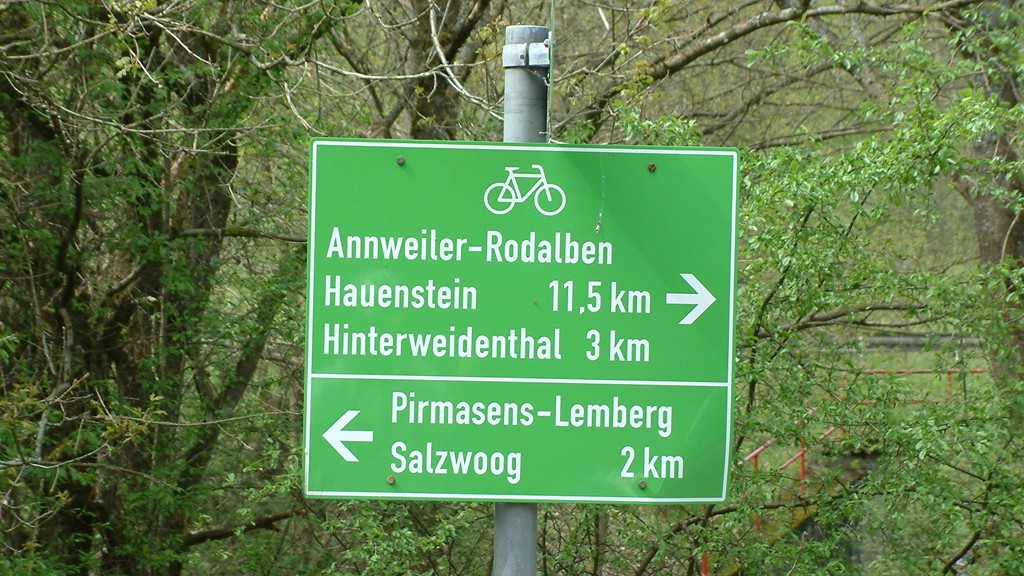 Annweiler-Rodalben
Hauenstein 11,5 km
Hinterweidenthal 3 km
Pirmasens-Lemberg
Salzwoog 2 km